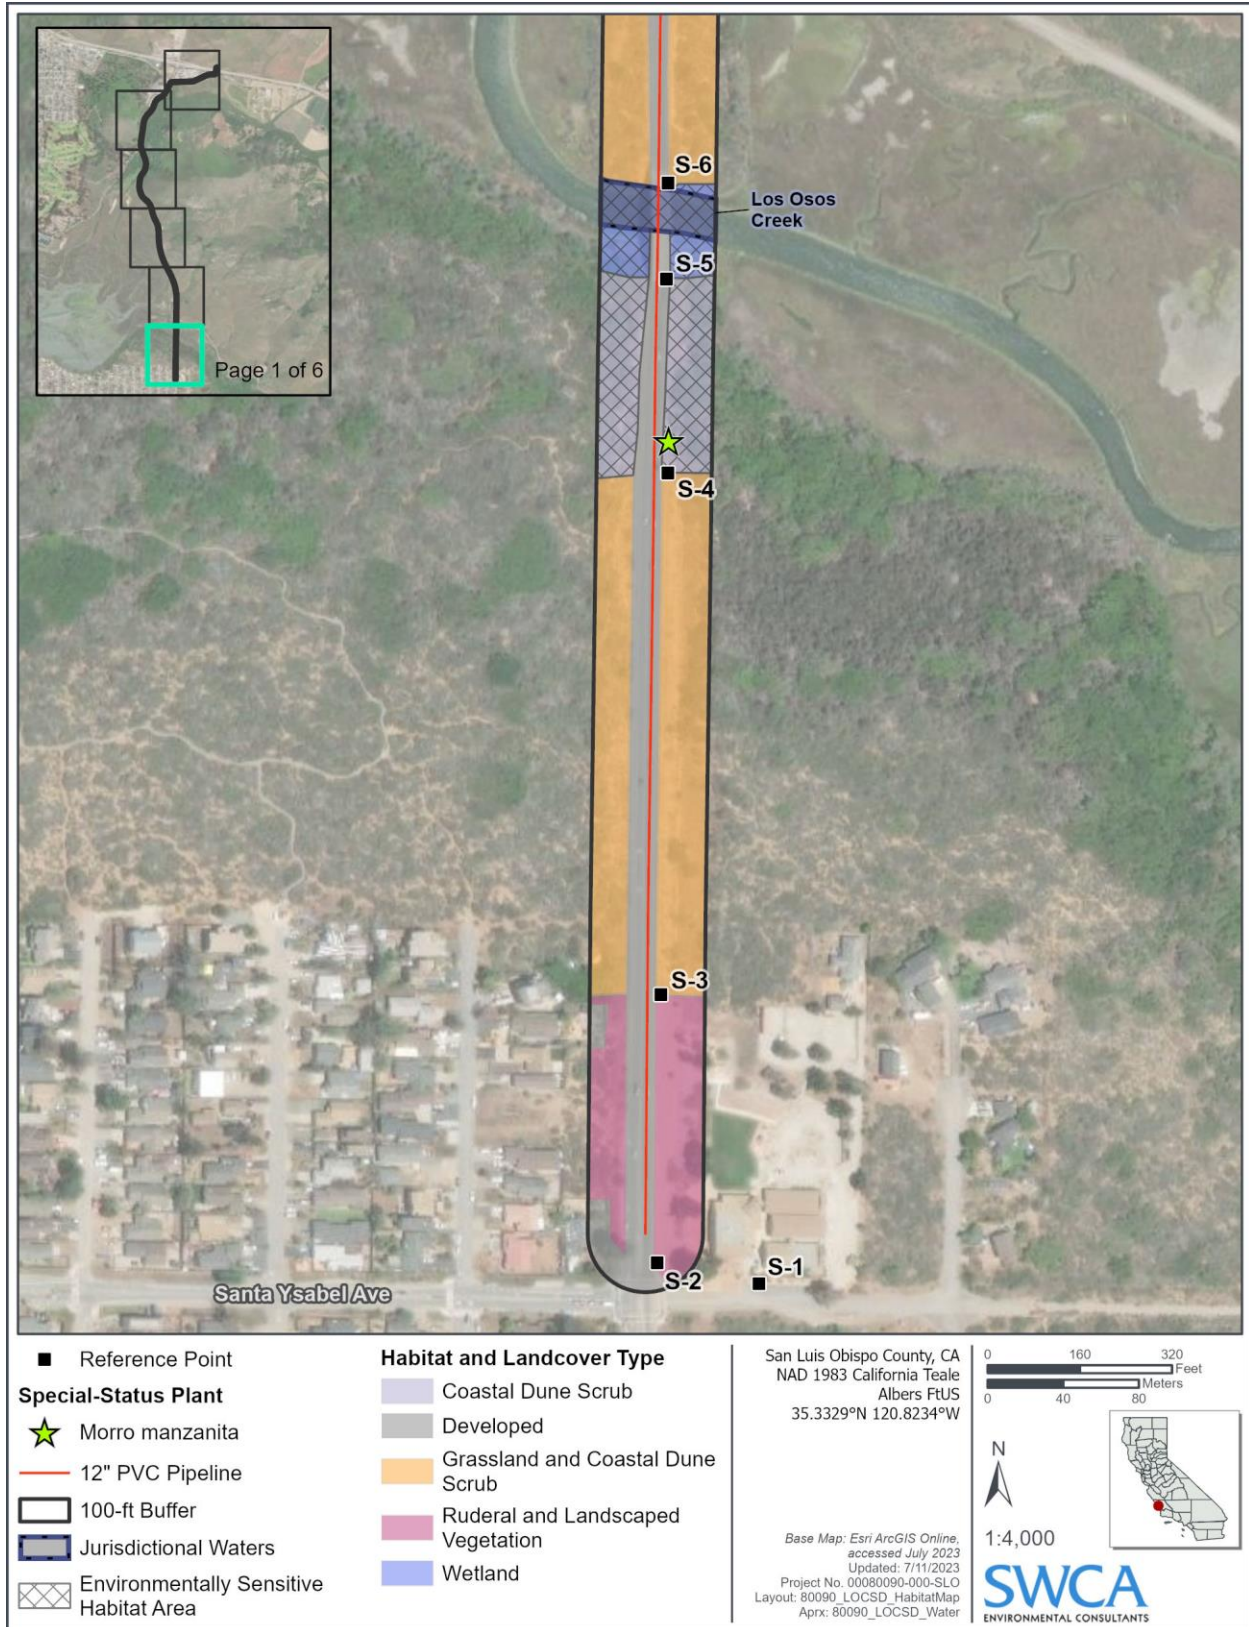 Page 1 of 6
S-6
Los Osos
Creek
S-5
S-4
S-3
S-2
S-1
Santa Ysabel Ave
Reference Point
Special-Status Plant
Morro manzanita
12" PVC Pipeline
100-ft Buffer
Jurisdictional Waters
Environmentally Sensitive
Habitat Area
Habitat and Landcover Type
Coastal Dune Scrub
Developed
Grassland and Coastal Dune
Scrub
Ruderal and Landscaped
Vegetation
Wetland
San Luis Obispo County, CA
NAD 1983 California Teale
Albers FtUS
35.3329°N 120.8234°W
Base Map: Esri ArcGIS Online,
accessed July 2023
Updated: 7/11/2023
Project No. 00080090-000-SLO
Layout: 80090_LOCSD_HabitatMap
Aprx: 80090_LOCSD_Water
0 160 320
Feet
Meters
0 40 80
N
1:4,000
SWCA
ENVIRONMENTAL CONSULTANTS